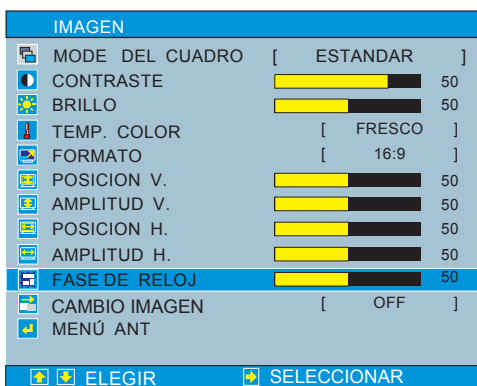 IMAGEN
MODE DEL CUADRO [ ESTANDAR ]
CONTRASTE 50
BRILLO 50
TEMP. COLOR [ FRESCO ]
FORMATO [ 16:9 ]
POSICION V. 50
AMPLITUD V. 50
POSICION H. 50
AMPLITUD H. 50
FASE DE RELOJ 50
CAMBIO IMAGEN [ OFF ]
MENÚ ANT
ELEGIR SELECCIONAR